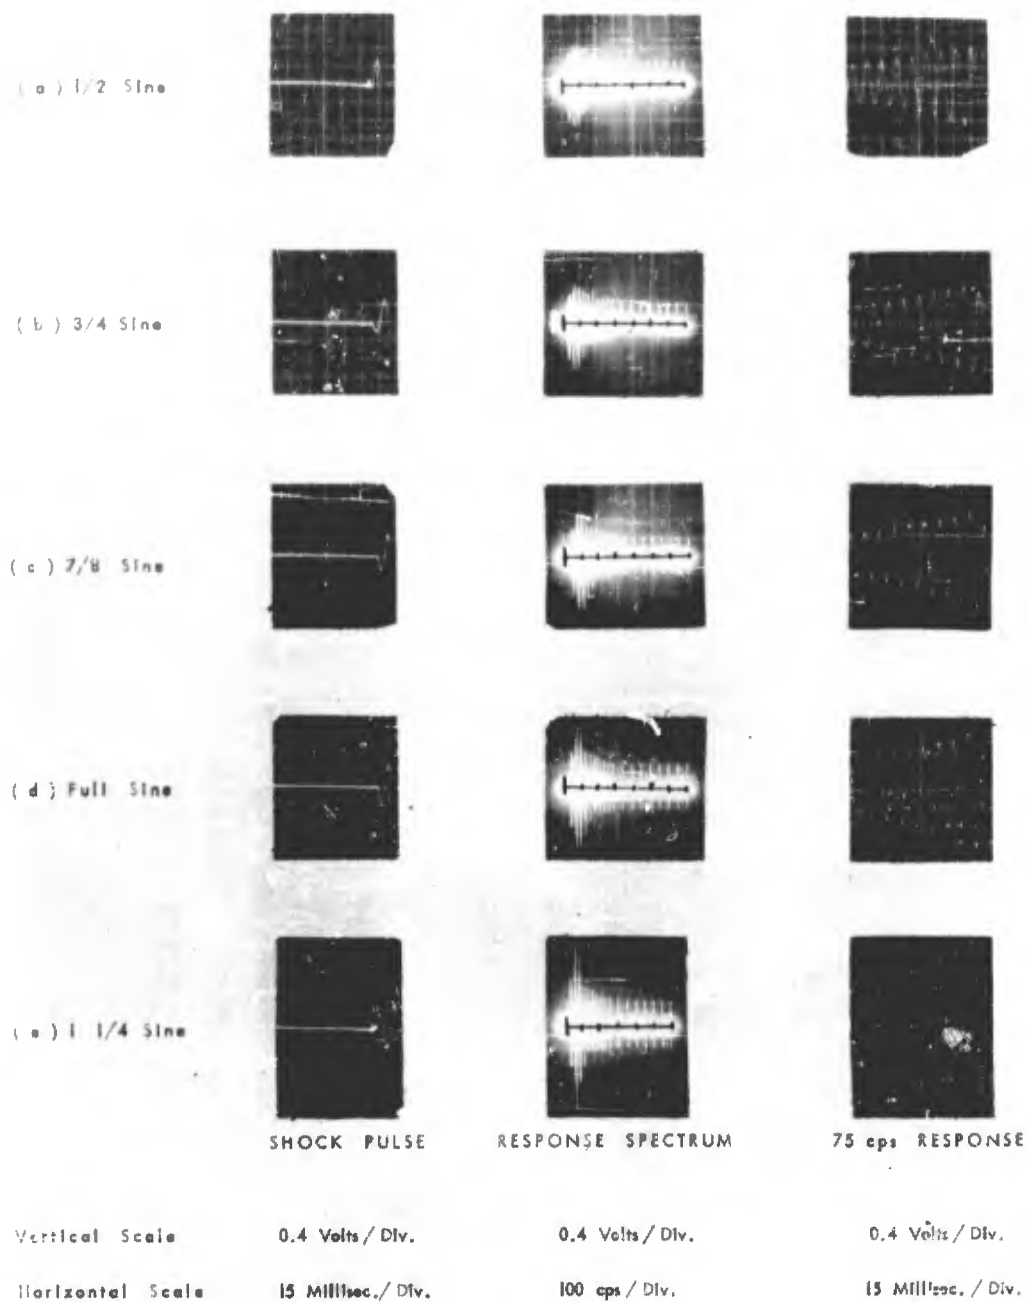 (a) 1/2 Sine
(b) 3/4 Sine
(c) 7/8 Sine
(d) Full Sine
(e) 1 1/4 Sine
SHOCK PULSE RESPONSE SPECTRUM 75 cps RESPONSE
Vertical Scale 0.4 Volts/Div. 0.4 Volts/Div. 0.4 Volts/Div.
Horizontal Scale 15 Millisec./Div. 100 cps/Div. 15 Millisec./Div.